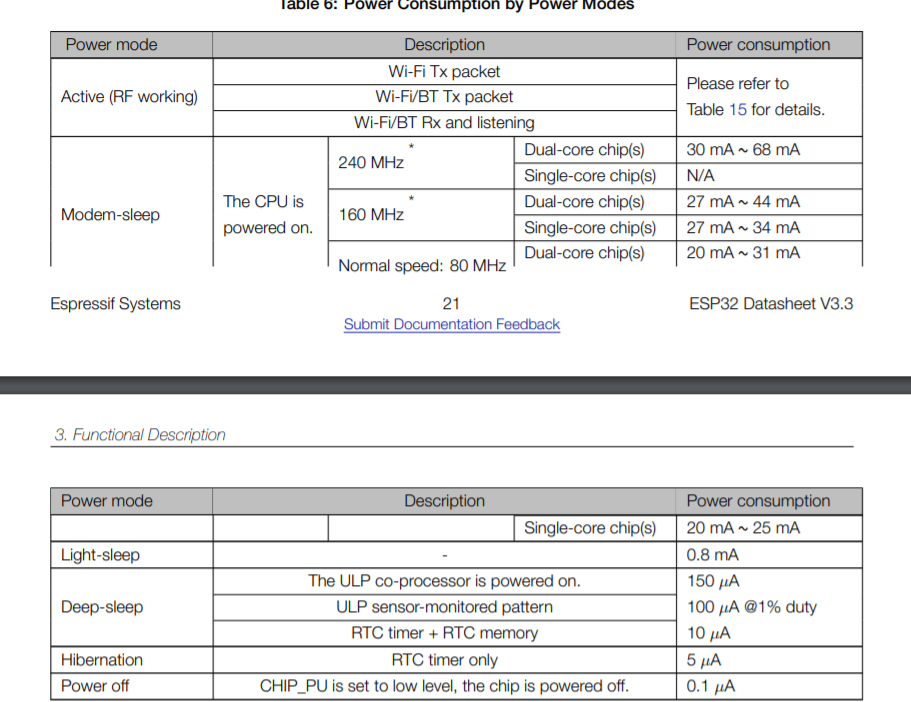 Table 6: Power Consumption by Power Modes
Power mode Description Power consumption
Active (RF working) Wi-Fi Tx packet Please refer to Table 15 for details.
Wi-Fi/BT Tx packet
Wi-Fi/BT Rx and listening
Modem-sleep The CPU is powered on. 240 MHz * Dual-core chip(s) 30 mA ~ 68 mA
Single-core chip(s) N/A
160 MHz * Dual-core chip(s) 27 mA ~ 44 mA
Single-core chip(s) 27 mA ~ 34 mA
Normal speed: 80 MHz Dual-core chip(s) 20 mA ~ 31 mA
Espressif Systems 21 ESP32 Datasheet V3.3
Submit Documentation Feedback
3. Functional Description
Power mode Description Power consumption
Single-core chip(s) 20 mA ~ 25 mA
Light-sleep - 0.8 mA
Deep-sleep The ULP co-processor is powered on. 150 μA
ULP sensor-monitored pattern 100 μA @1% duty
RTC timer + RTC memory 10 μA
Hibernation RTC timer only 5 μA
Power off CHIP_PU is set to low level, the chip is powered off. 0.1 μA